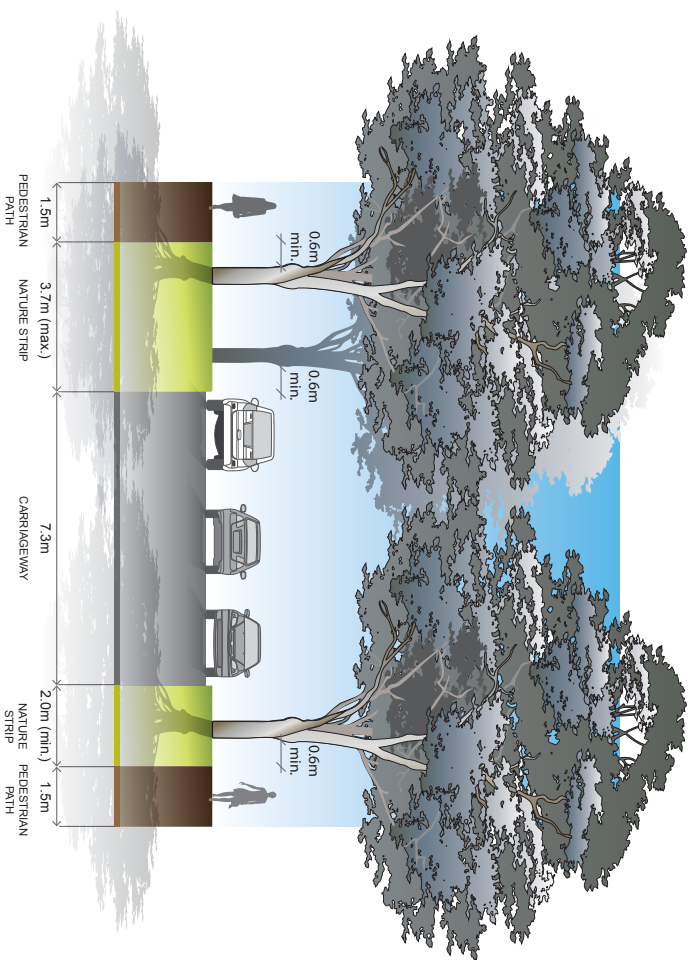 0.6m
min.
0.6m
min.
0.6m
min.
1.5m
3.7m (max.)
7.3m
2.0m (min.)
1.5m
PEDESTRIAN
PATH
NATURE STRIP
CARRIAGEWAY
NATURE
STRIP
PEDESTRIAN
PATH